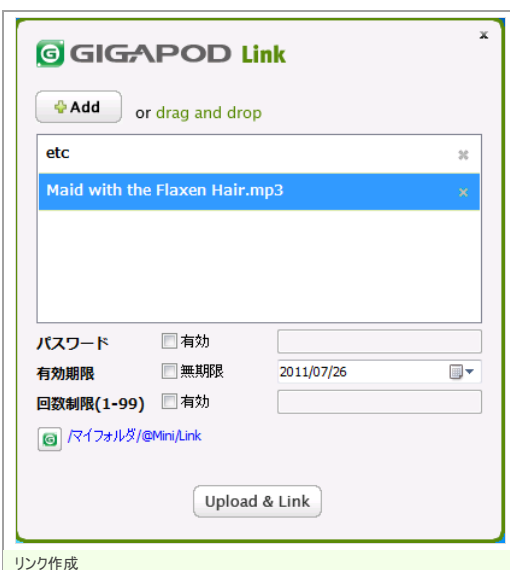 x
GIGAPOD Link
Add or drag and drop
etc
Maid with the Flaxen Hair.mp3
パスワード 有効
有効期限 無期限 2011/07/26
回数制限(1-99) 有効
/マイフォルダ/@Mini/Link
Upload & Link
リンク作成